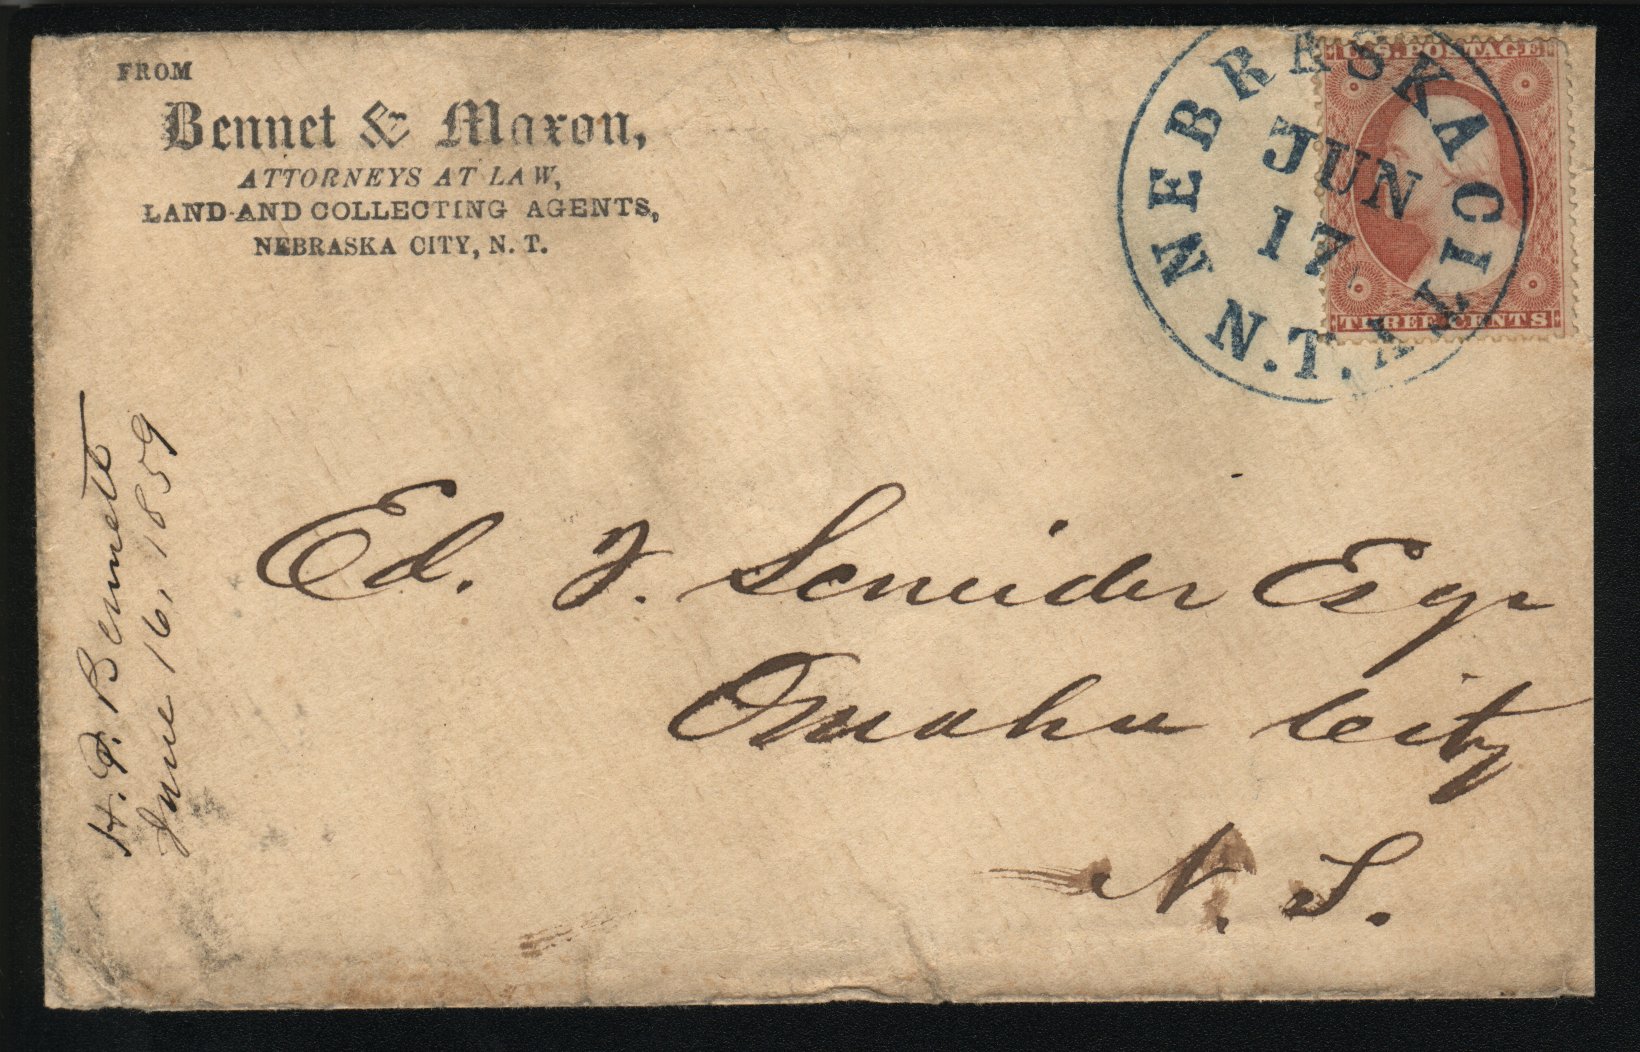 FROM
Bennet & Maxon,
ATTORNEYS AT LAW,
LAND AND COLLECTING AGENTS,
NEBRASKA CITY, N. T.
NEBRASKA CITY
N.T.
JUN
17
U.S. POSTAGE
THREE CENTS
H. P. Bennett
June 16, 1859
Ed. F. Scneider Esqr
Omaha City
N. T.